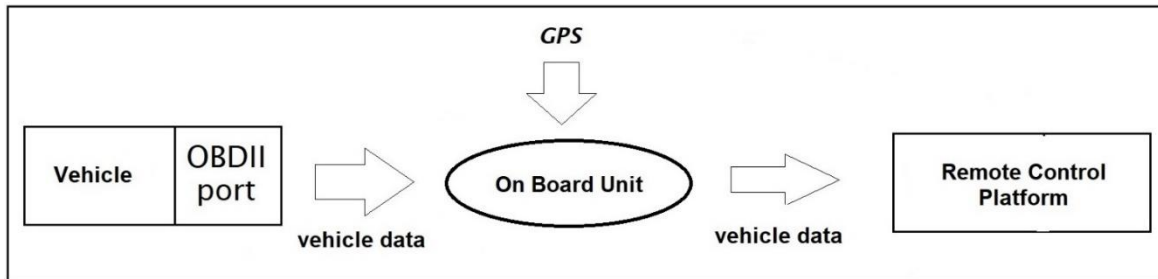 GPS
Vehicle
OBDII
port
On Board Unit
Remote Control
Platform
vehicle data
vehicle data